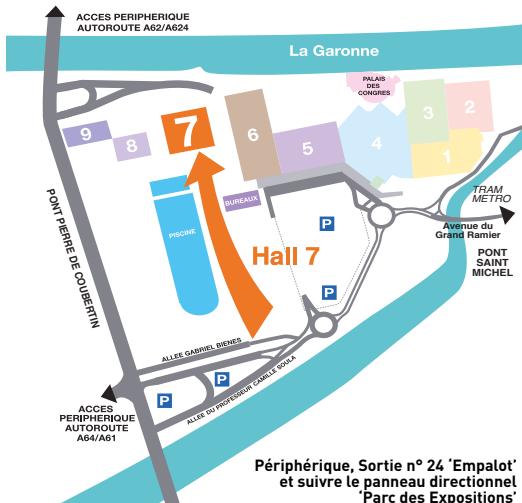 ACCES PERIPHERIQUE
AUTOROUTE A62/A624
La Garonne
PALAIS
DES
CONGRES
9
8
7
6
5
4
3
2
1
TRAM
METRO
Avenue du
Grand Ramier
PONT
SAINT
MICHEL
BUREAUX
PISCINE
P
Hall 7
P
PONT PIERRE DE COUBERTIN
ALLEE GABRIEL BIENES
ALLEE DU PROFESSEUR CAMILLE SOULA
P
P
ACCES
PERIPHERIQUE
AUTOROUTE
A64/A61
Périphérique, Sortie n° 24 ‘Empalot’
et suivre le panneau directionnel
‘Parc des Expositions’